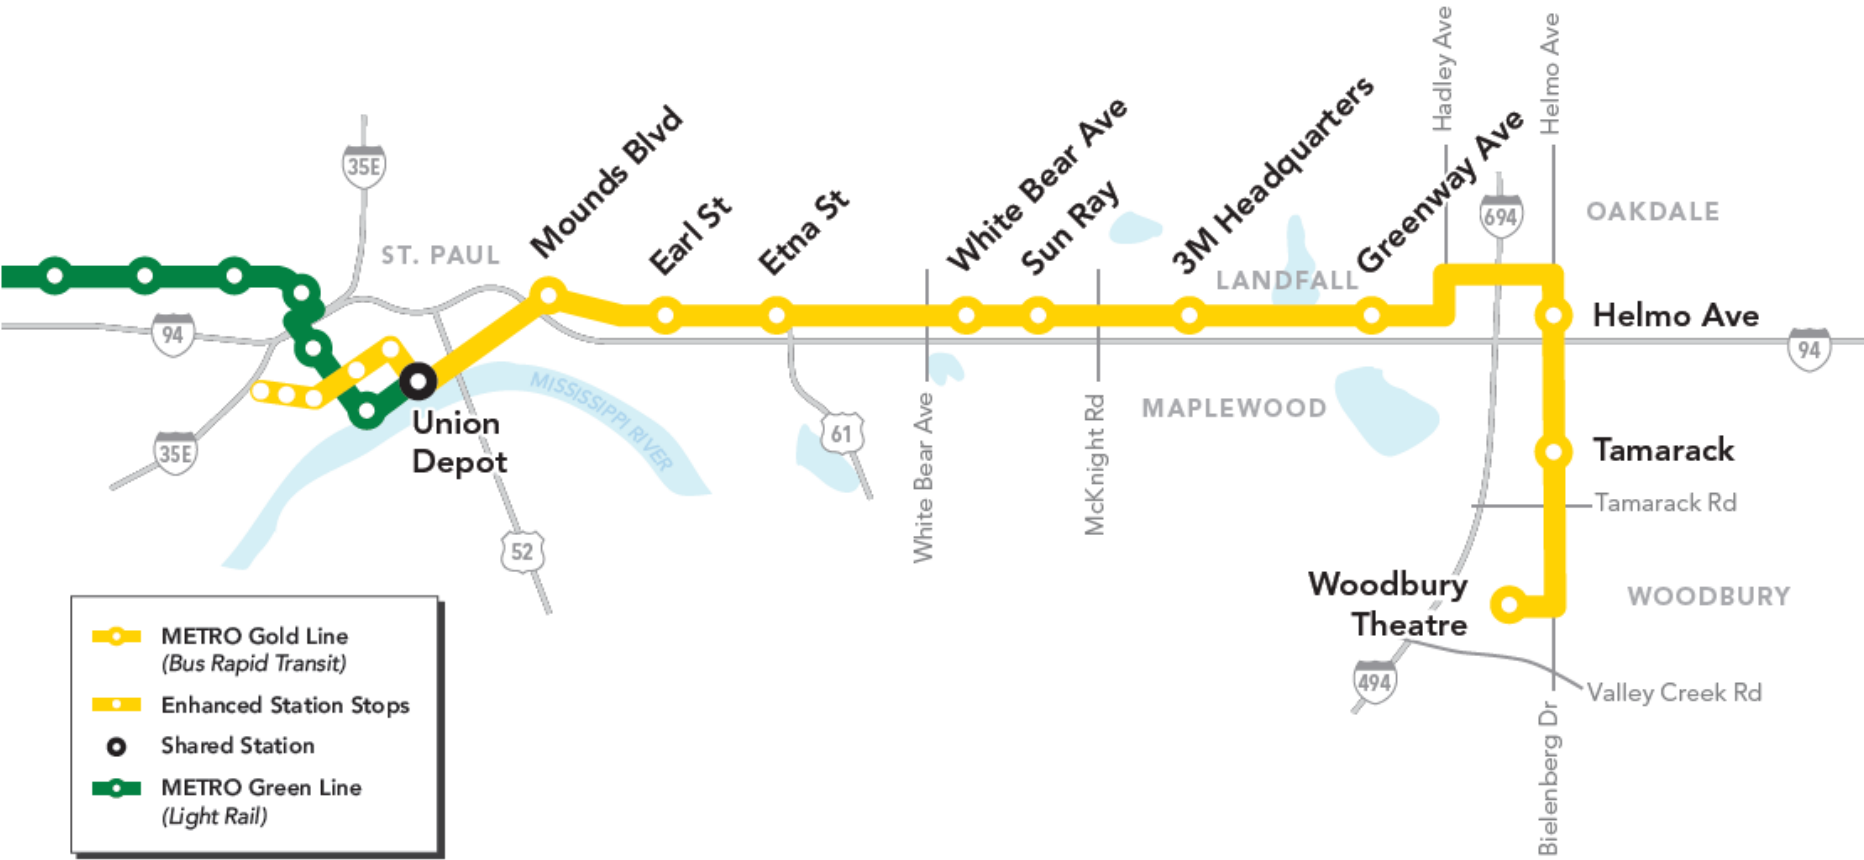 Hadley Ave
Helmo Ave
35E
ST. PAUL
Mounds Blvd
Earl St
Etna St
White Bear Ave
Sun Ray
3M Headquarters
LANDFALL
Greenway Ave
694
OAKDALE
94
Helmo Ave
94
MISSISSIPPI RIVER
Union
Depot
35E
61
White Bear Ave
McKnight Rd
MAPLEWOOD
Tamarack
Tamarack Rd
52
Woodbury
Theatre
WOODBURY
494
Valley Creek Rd
Bielenberg Dr
METRO Gold Line
(Bus Rapid Transit)
Enhanced Station Stops
Shared Station
METRO Green Line
(Light Rail)